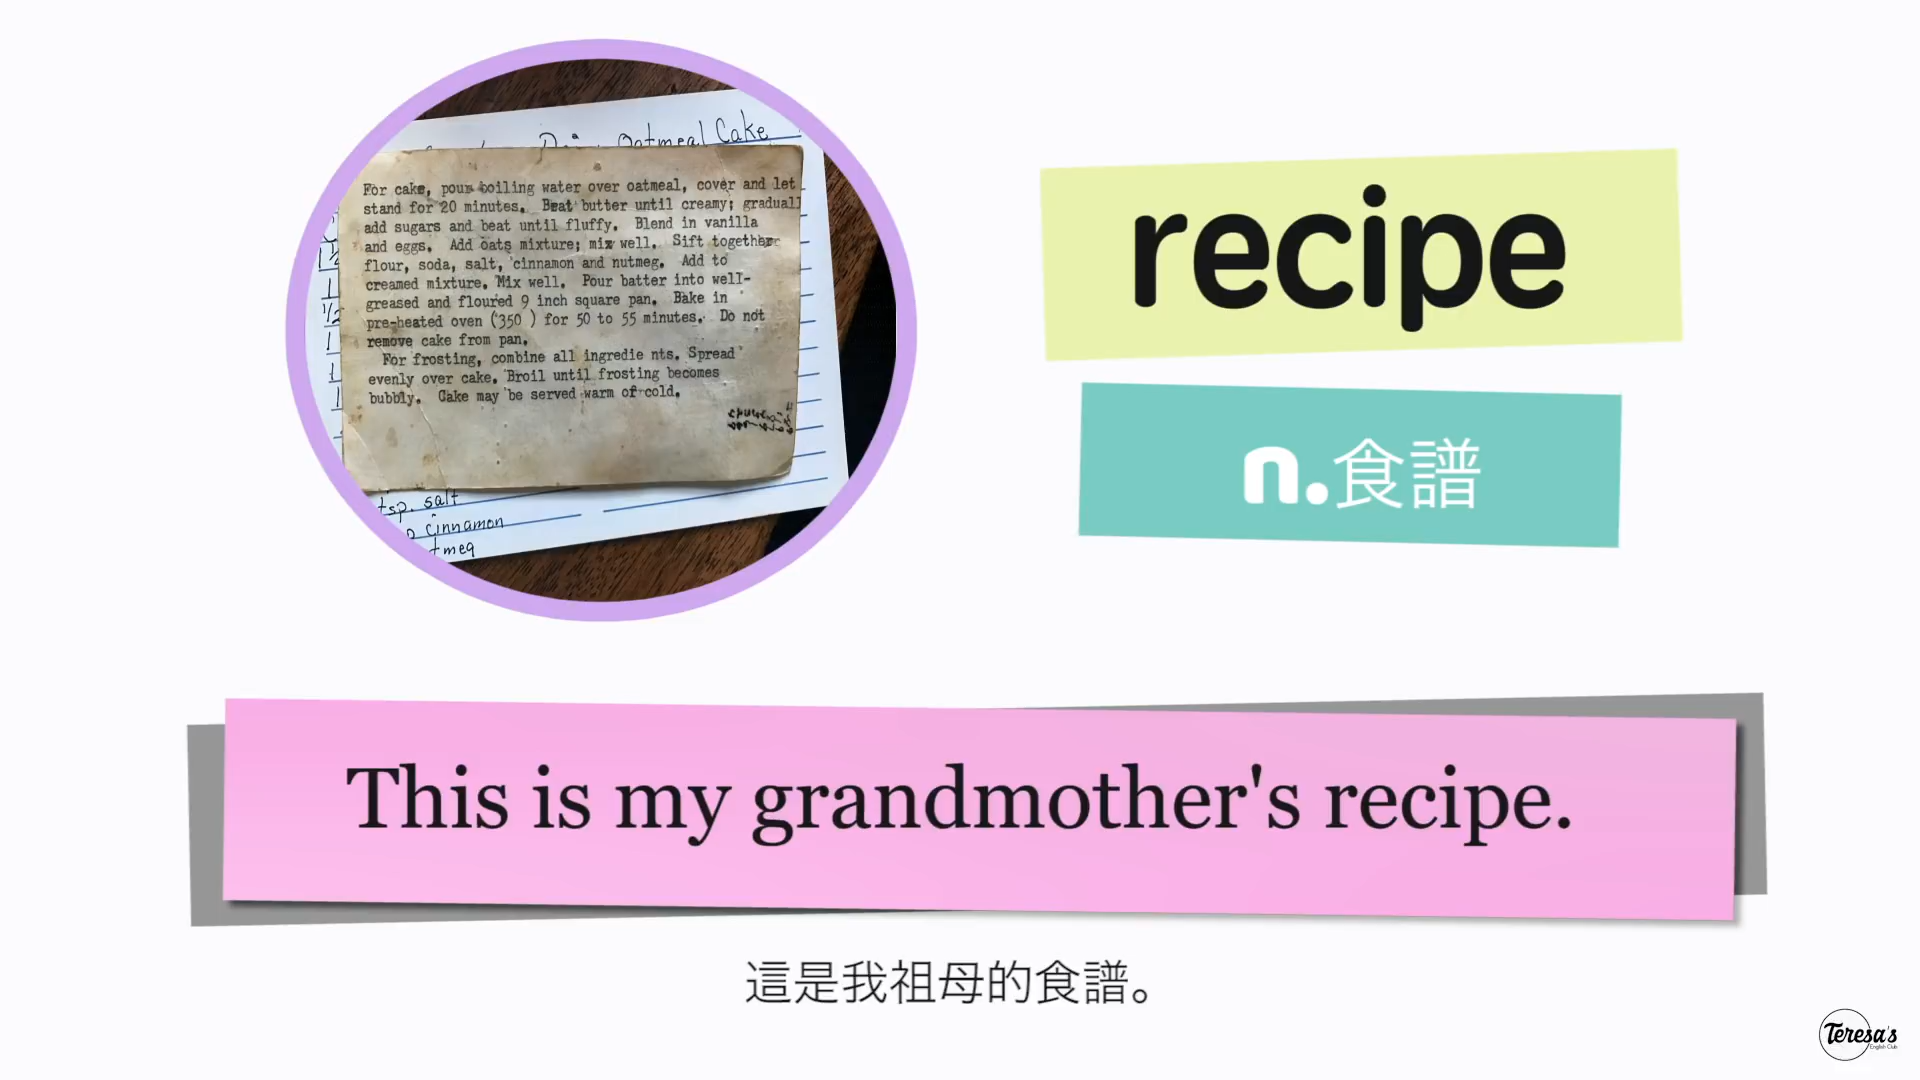 Oatmeal Cake
For cake, pour boiling water over oatmeal, cover and let
stand for 20 minutes. Beat butter until creamy; graduall
add sugars and beat until fluffy. Blend in vanilla
and eggs. Add oats mixture; mix well. Sift together
flour, soda, salt, cinnamon and nutmeg. Add to
creamed mixture. Mix well. Pour batter into well-
greased and floured 9 inch square pan. Bake in
pre-heated oven (350 ) for 50 to 55 minutes. Do not
remove cake from pan.
For frosting, combine all ingredie nts. Spread
evenly over cake. Broil until frosting becomes
bubbly. Cake may be served warm of cold.
tsp. salt
cinnamon
tmeg
recipe
n.食譜
This is my grandmother's recipe.
這是我祖母的食譜。
Teresa's
English Club